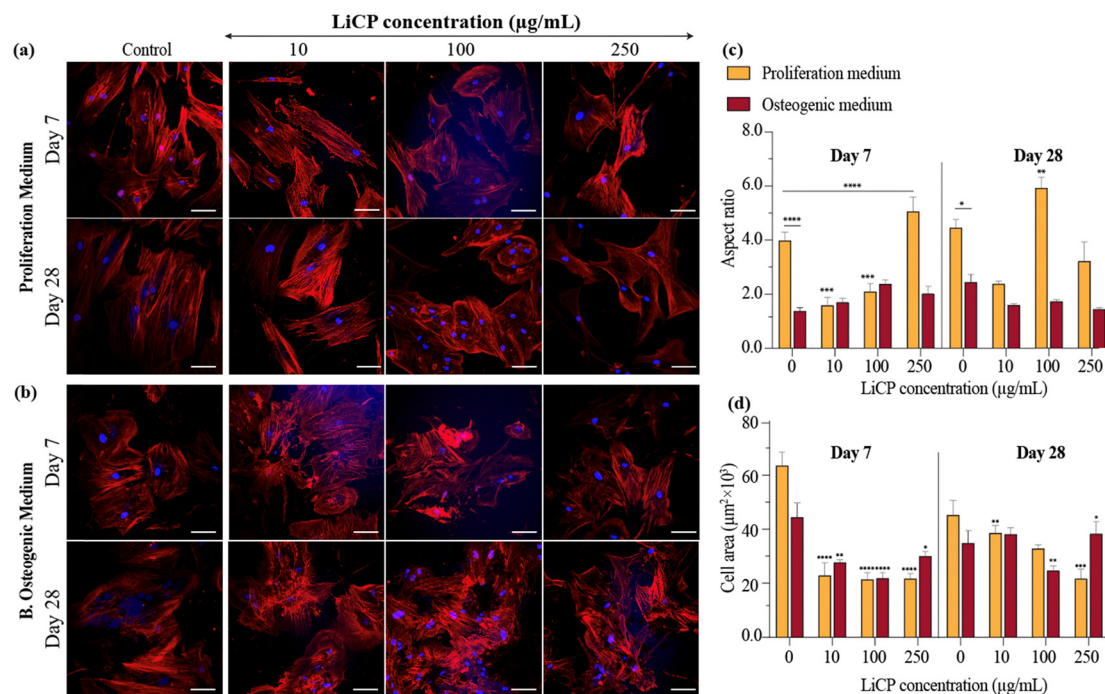 LiCP concentration (µg/mL)
(a)
Control
10
100
250
Proliferation Medium
Day 7
Day 28
(b)
B. Osteogenic Medium
Day 7
Day 28
(c)
Proliferation medium
Osteogenic medium
8.0
6.0
4.0
2.0
0.0
Aspect ratio
Day 7
Day 28
****
****
***
***
*
**
0 10 100 250 0 10 100 250
LiCP concentration (µg/mL)
(d)
80
60
40
20
0.0
Cell area (µm²×10³)
Day 7
Day 28
**** ** ******** **** * ** ** *** *
0 10 100 250 0 10 100 250
LiCP concentration (µg/mL)